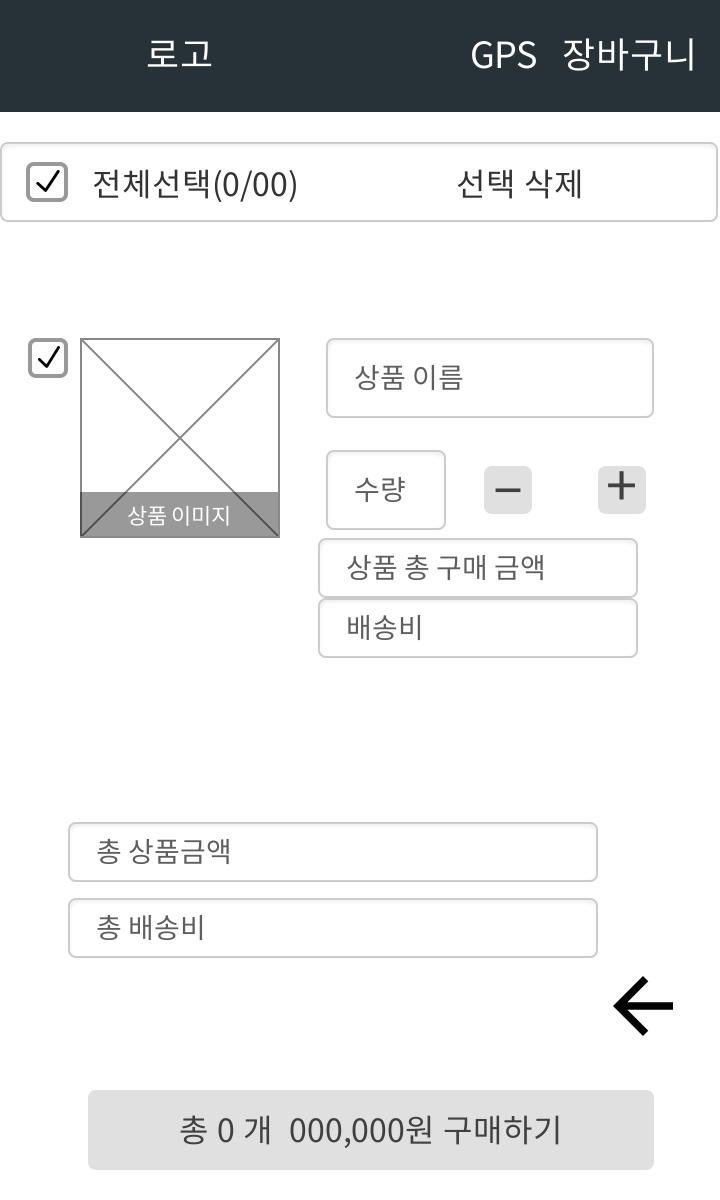 로고 GPS 장바구니
전체선택(0/00) 선택 삭제
상품 이름
수량 − +
상품 이미지
상품 총 구매 금액
배송비
총 상품금액
총 배송비
총 0 개 000,000원 구매하기